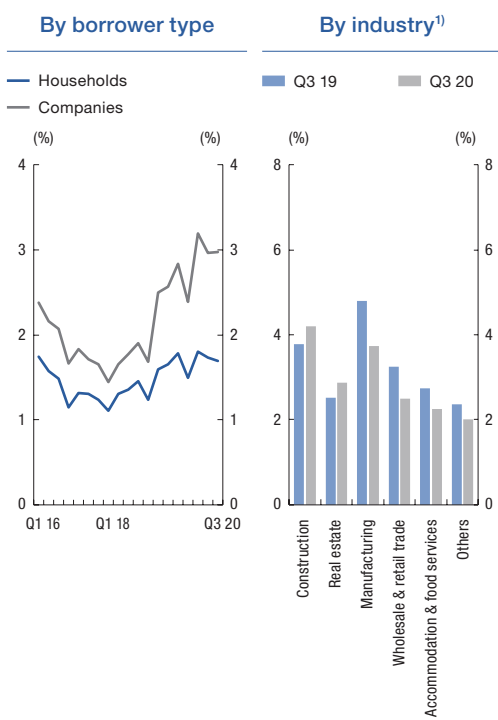 By borrower type
Households
Companies
(%) (%)
4 4
3 3
2 2
1 1
0 0
Q1 16 Q1 18 Q3 20
By industry1)
Q3 19 Q3 20
(%) (%)
8 8
6 6
4 4
2 2
0 0
Construction
Real estate
Manufacturing
Wholesale & retail trade
Accommodation & food services
Others